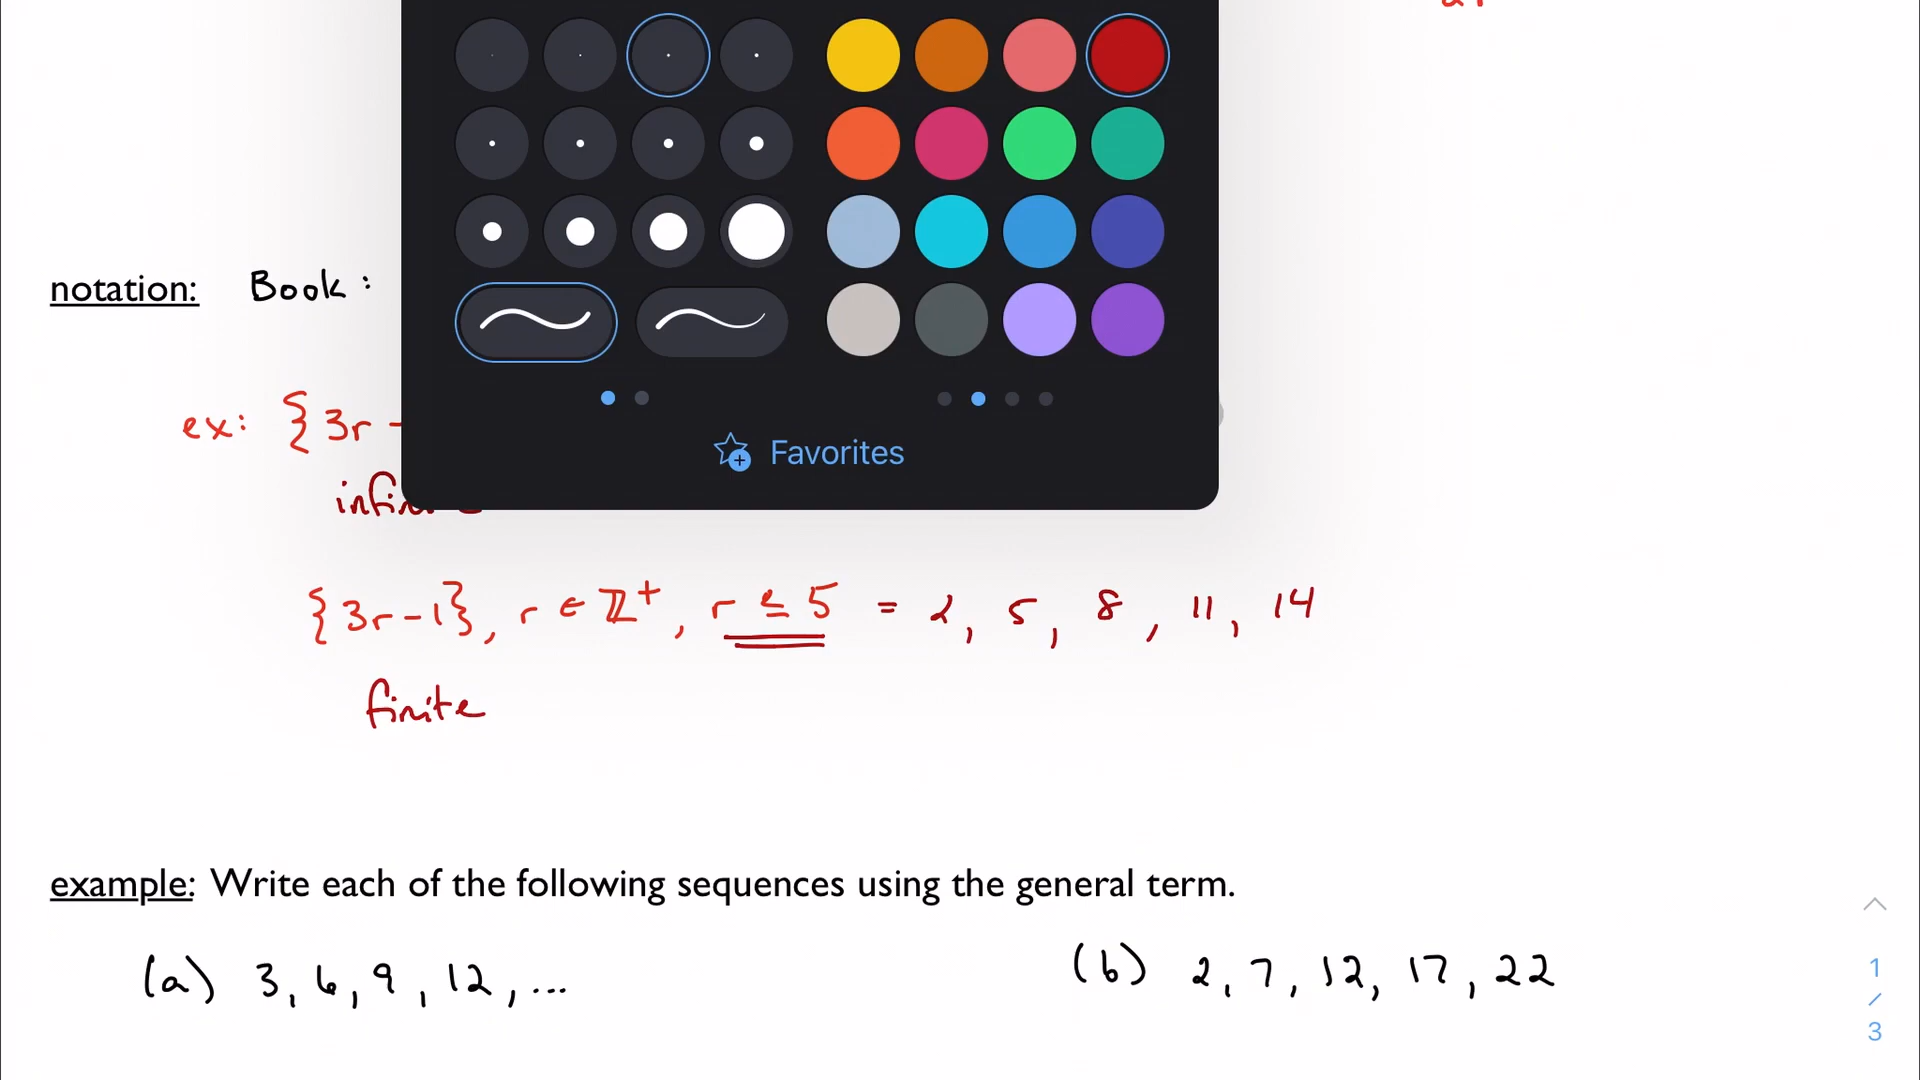 Favorites
notation: Book:
ex: {3r -
{3r-1}, r ∈ ℤ⁺, r ≤ 5 = 2, 5, 8, 11, 14
finite
example: Write each of the following sequences using the general term.
(a) 3, 6, 9, 12, ...
(b) 2, 7, 12, 17, 22
1
/
3